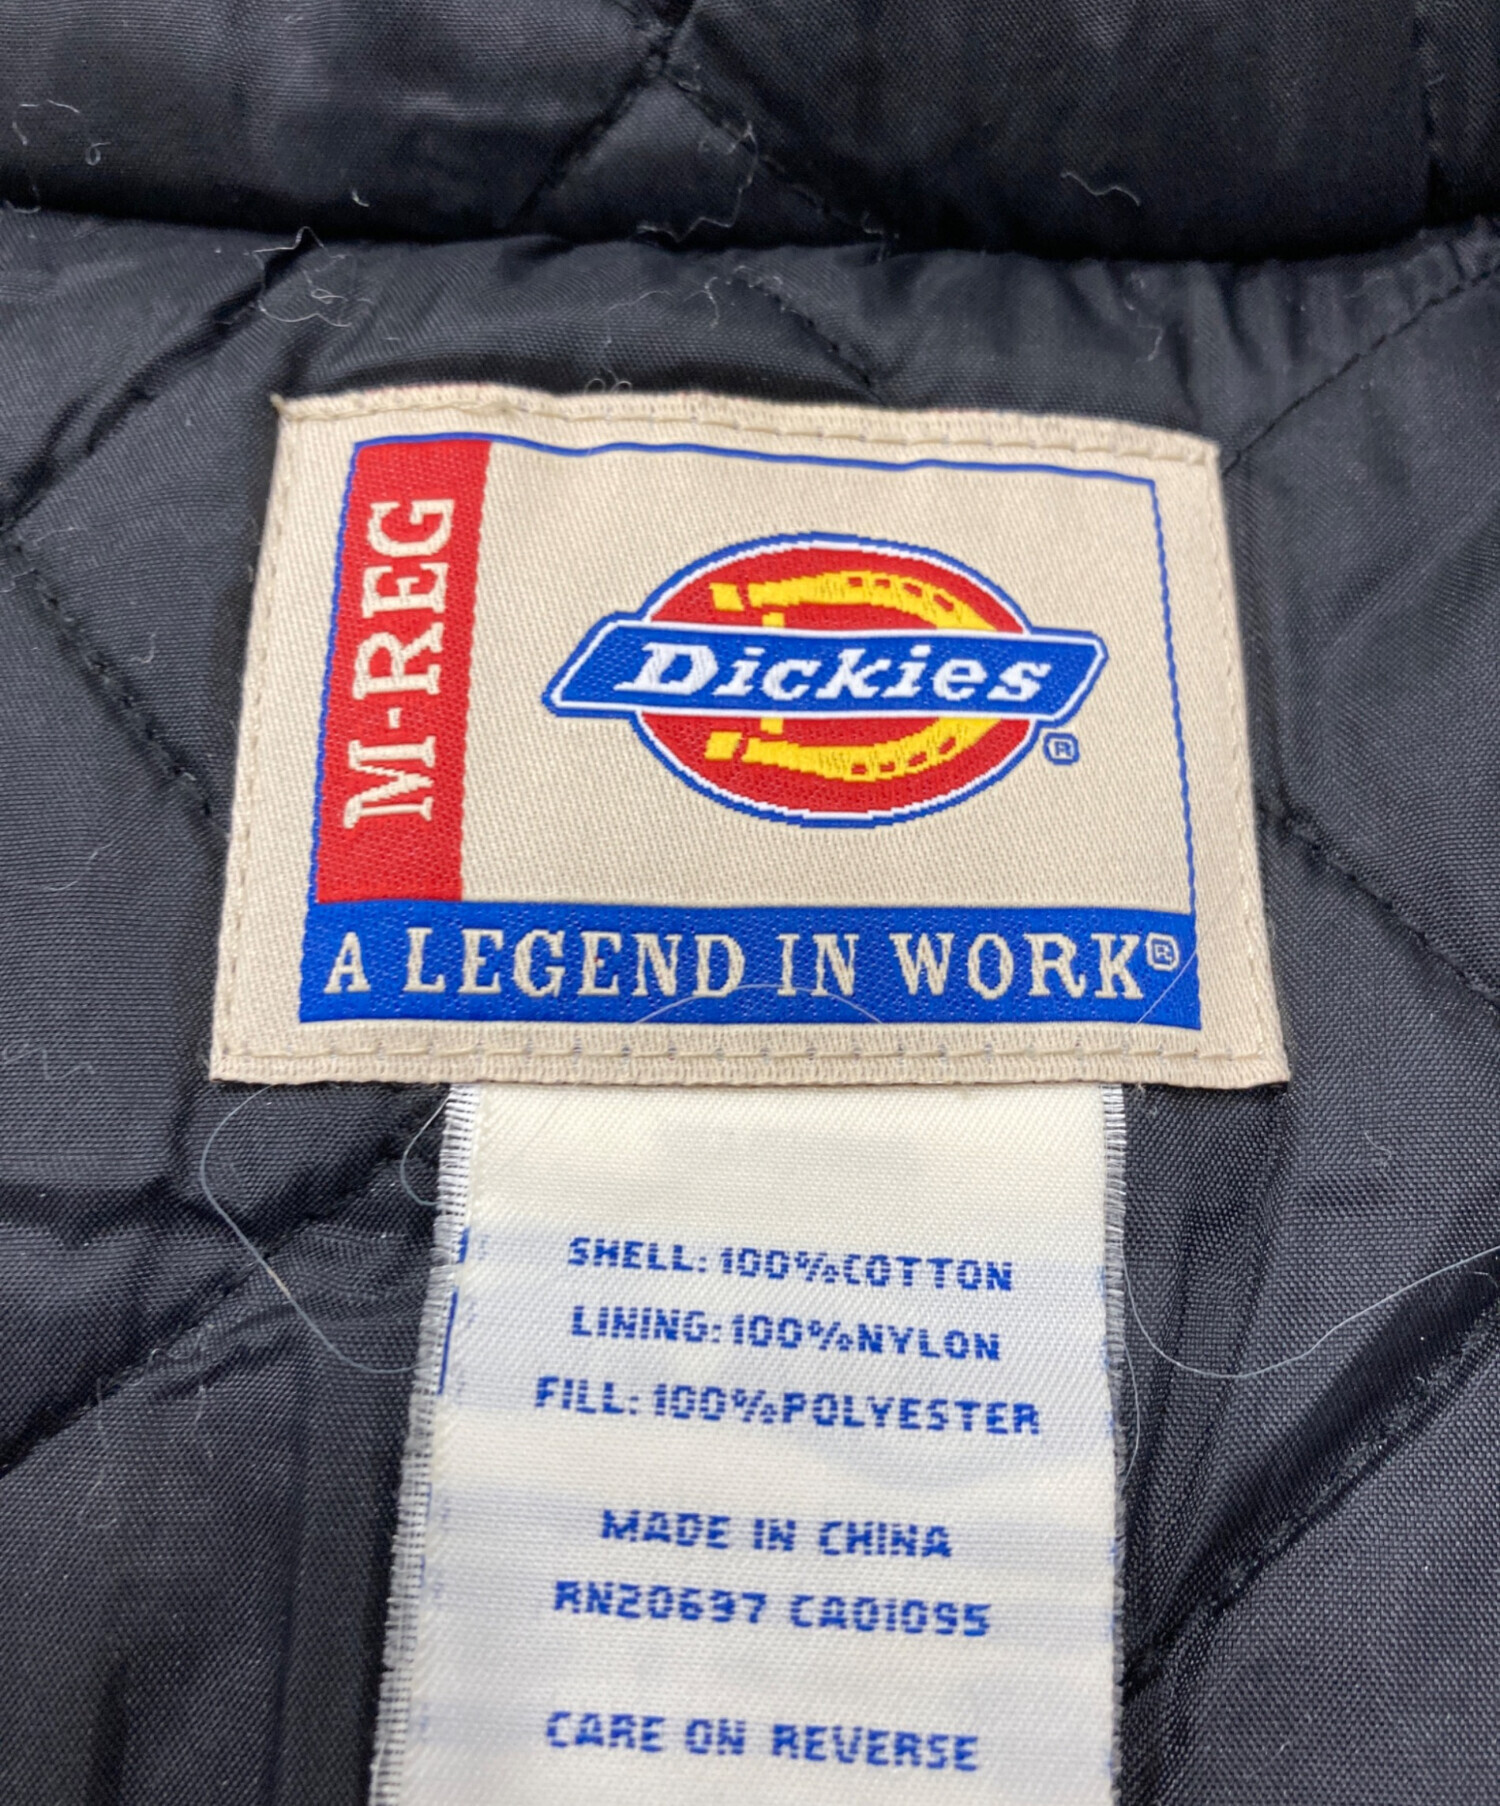 M-REG
Dickies®
A LEGEND IN WORK®
SHELL: 100%COTTON
LINING: 100%NYLON
FILL: 100%POLYESTER
MADE IN CHINA
RN20697 CA01095
CARE ON REVERSE